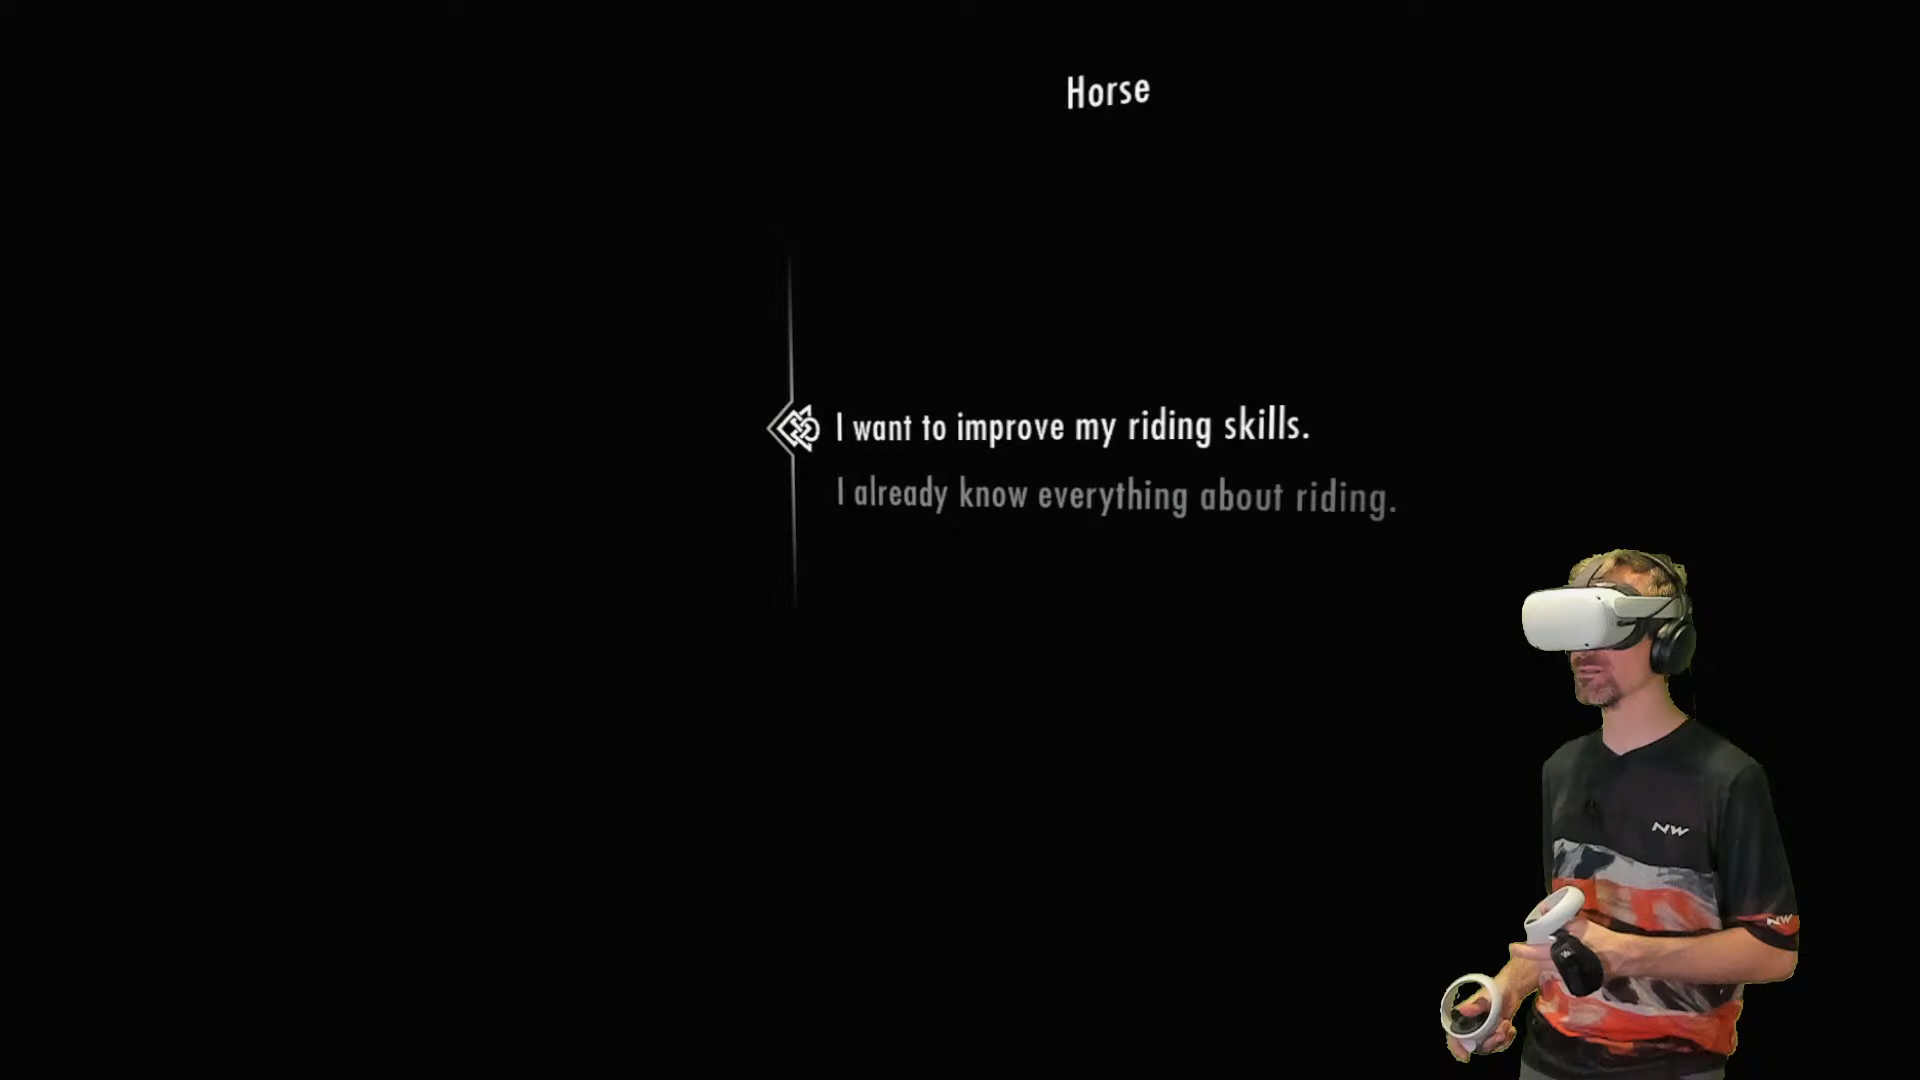 Horse
I want to improve my riding skills.
I already know everything about riding.
NW
NW